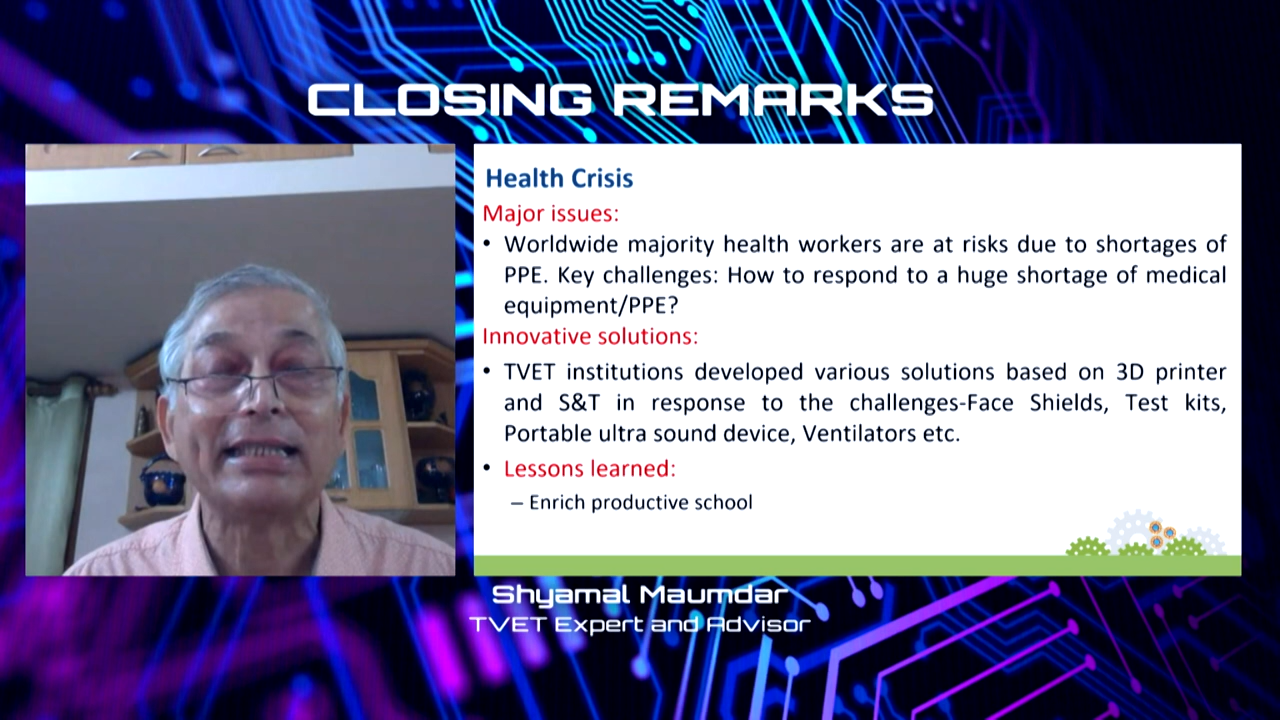 CLOSING REMARKS
Health Crisis
Major issues:
• Worldwide majority health workers are at risks due to shortages of
PPE. Key challenges: How to respond to a huge shortage of medical
equipment/PPE?
Innovative solutions:
• TVET institutions developed various solutions based on 3D printer
and S&T in response to the challenges-Face Shields, Test kits,
Portable ultra sound device, Ventilators etc.
• Lessons learned:
– Enrich productive school
Shyamal Maumdar
TVET Expert and Advisor